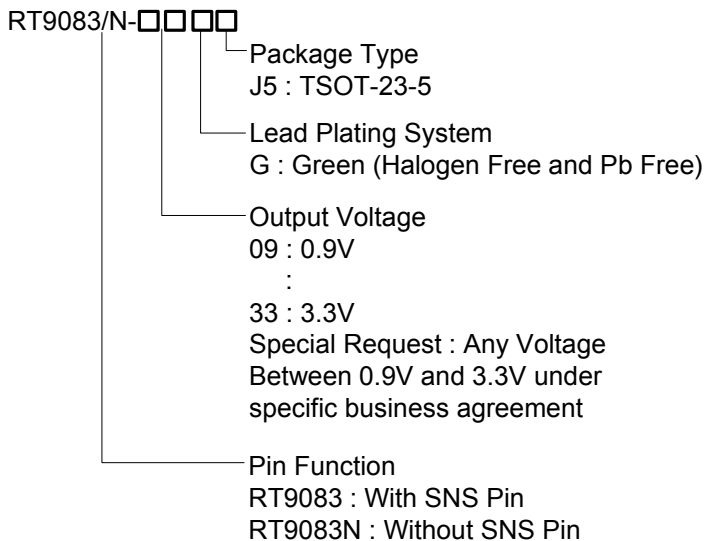 RT9083/N-□□□□
Package Type
J5 : TSOT-23-5
Lead Plating System
G : Green (Halogen Free and Pb Free)
Output Voltage
09 : 0.9V
:
33 : 3.3V
Special Request : Any Voltage
Between 0.9V and 3.3V under
specific business agreement
Pin Function
RT9083 : With SNS Pin
RT9083N : Without SNS Pin